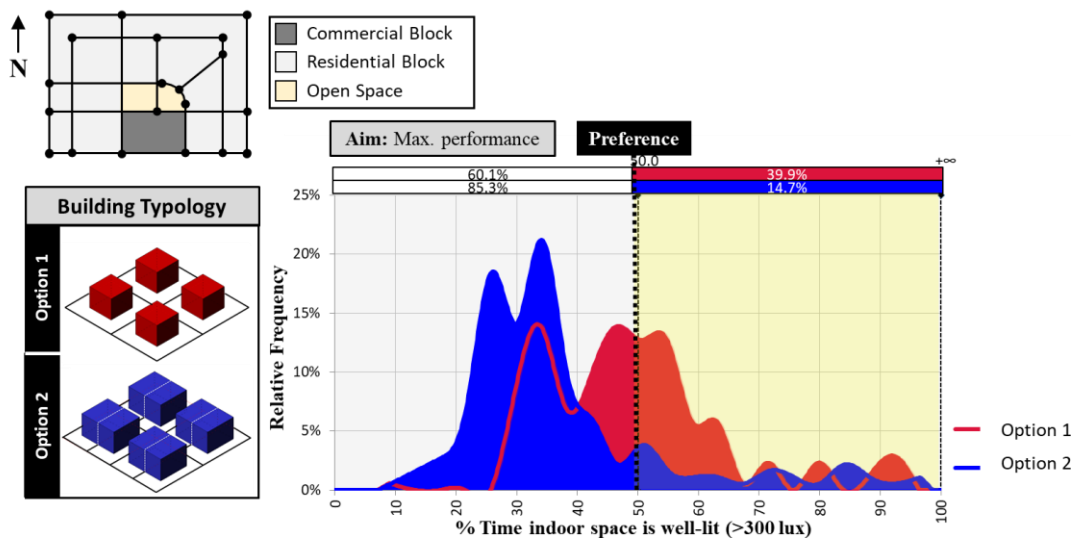 N
Commercial Block
Residential Block
Open Space
Building Typology
Option 1
Option 2
Aim: Max. performance
Preference
50.0
+∞
60.1%
39.9%
85.3%
14.7%
25%
20%
15%
10%
5%
0%
Relative Frequency
0
10
20
30
40
50
60
70
80
90
100
% Time indoor space is well-lit (>300 lux)
Option 1
Option 2